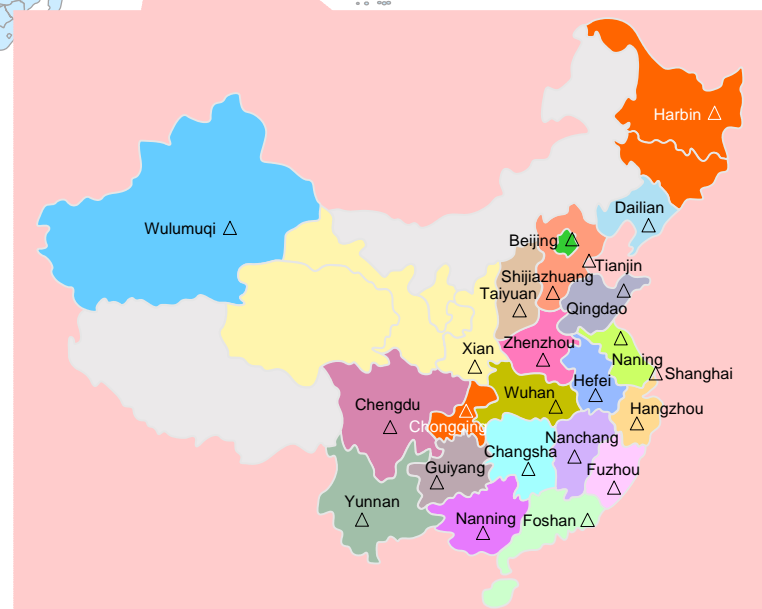 Harbin
Dailian
Wulumuqi
Beijing
Tianjin
Shijiazhuang
Taiyuan
Qingdao
Zhenzhou
Xian
Naning
Shanghai
Hefei
Wuhan
Chengdu
Hangzhou
Chongqing
Nanchang
Changsha
Guiyang
Fuzhou
Yunnan
Nanning
Foshan